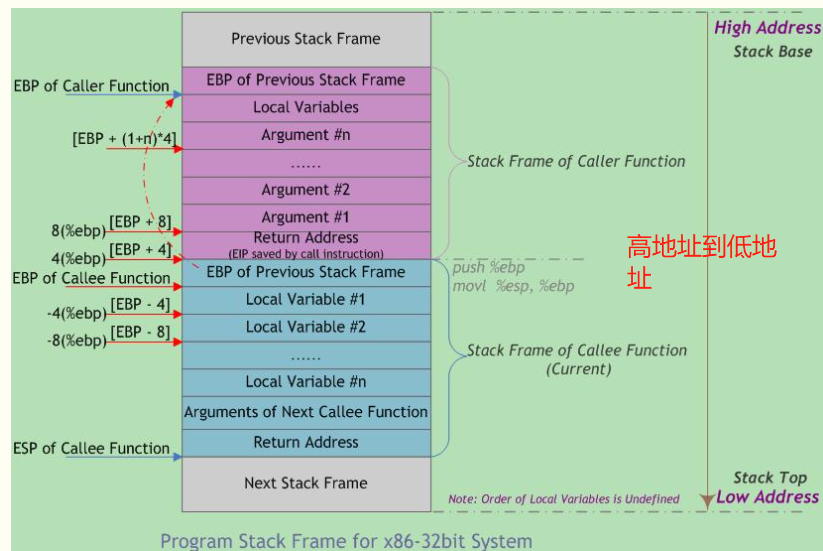 Previous Stack Frame
High Address
Stack Base
EBP of Caller Function
EBP of Previous Stack Frame
Local Variables
[EBP + (1+n)*4]
Argument #n
......
Stack Frame of Caller Function
Argument #2
Argument #1
8(%ebp)
[EBP + 8]
Return Address
(EIP saved by call instruction)
4(%ebp)
[EBP + 4]
高地址到低地
址
EBP of Previous Stack Frame
push %ebp
movl %esp, %ebp
EBP of Callee Function
Local Variable #1
-4(%ebp)
[EBP - 4]
Local Variable #2
-8(%ebp)
[EBP - 8]
......
Stack Frame of Callee Function
(Current)
Local Variable #n
Arguments of Next Callee Function
Return Address
ESP of Callee Function
Next Stack Frame
Stack Top
Low Address
Note: Order of Local Variables is Undefined
Program Stack Frame for x86-32bit System